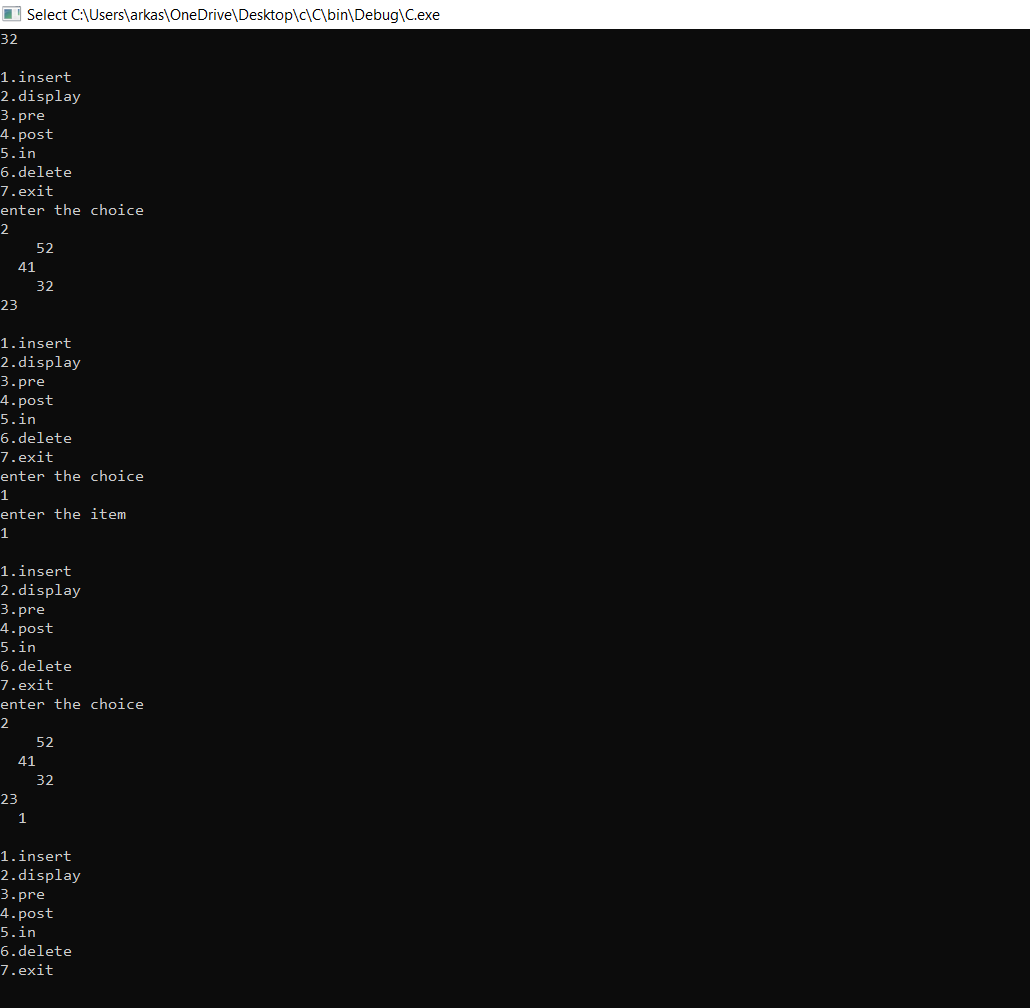 Select C:\Users\arkas\OneDrive\Desktop\c\C\bin\Debug\C.exe
32
1.insert
2.display
3.pre
4.post
5.in
6.delete
7.exit
enter the choice
2
52
41
32
23
1.insert
2.display
3.pre
4.post
5.in
6.delete
7.exit
enter the choice
1
enter the item
1
1.insert
2.display
3.pre
4.post
5.in
6.delete
7.exit
enter the choice
2
52
41
32
23
1
1.insert
2.display
3.pre
4.post
5.in
6.delete
7.exit